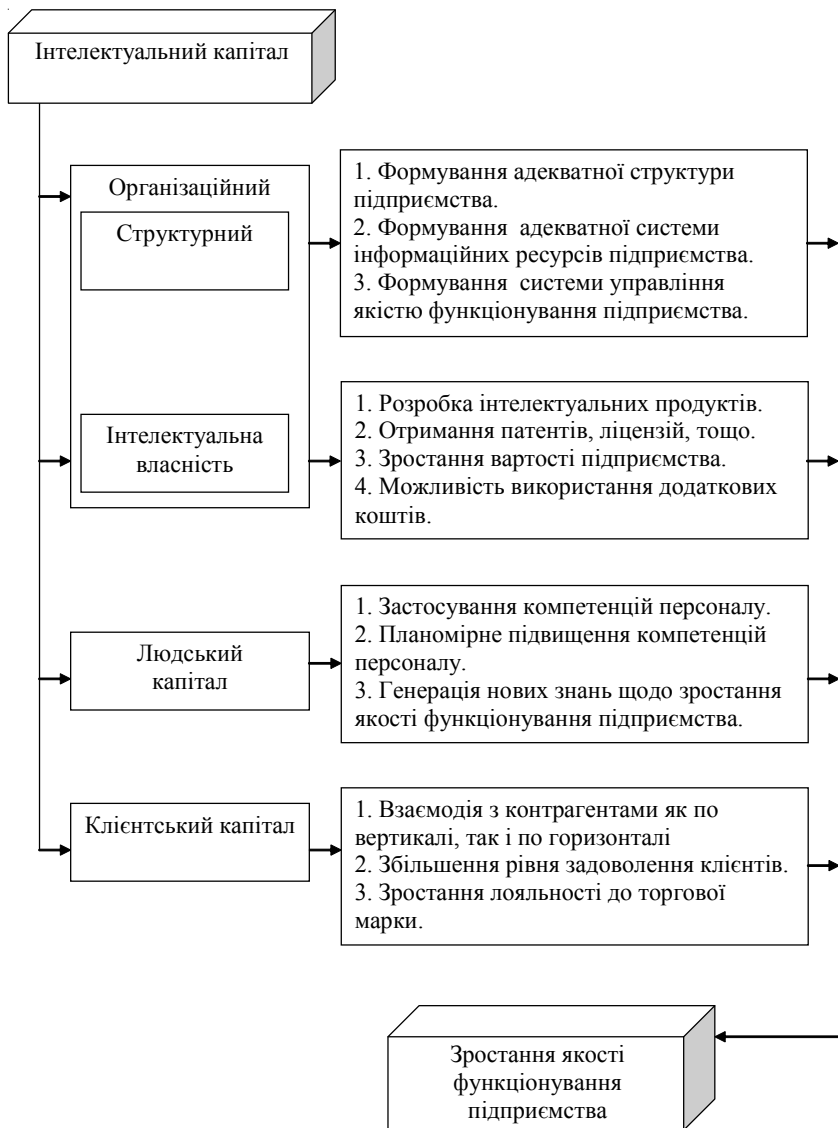 Інтелектуальний капітал
Організаційний
Структурний
1. Формування адекватної структури
підприємства.
2. Формування адекватної системи
інформаційних ресурсів підприємства.
3. Формування системи управління
якістю функціонування підприємства.
Інтелектуальна
власність
1. Розробка інтелектуальних продуктів.
2. Отримання патентів, ліцензій, тощо.
3. Зростання вартості підприємства.
4. Можливість використання додаткових
коштів.
Людський
капітал
1. Застосування компетенцій персоналу.
2. Планомірне підвищення компетенцій
персоналу.
3. Генерація нових знань щодо зростання
якості функціонування підприємства.
Клієнтський капітал
1. Взаємодія з контрагентами як по
вертикалі, так і по горизонталі
2. Збільшення рівня задоволення клієнтів.
3. Зростання лояльності до торгової
марки.
Зростання якості
функціонування
підприємства